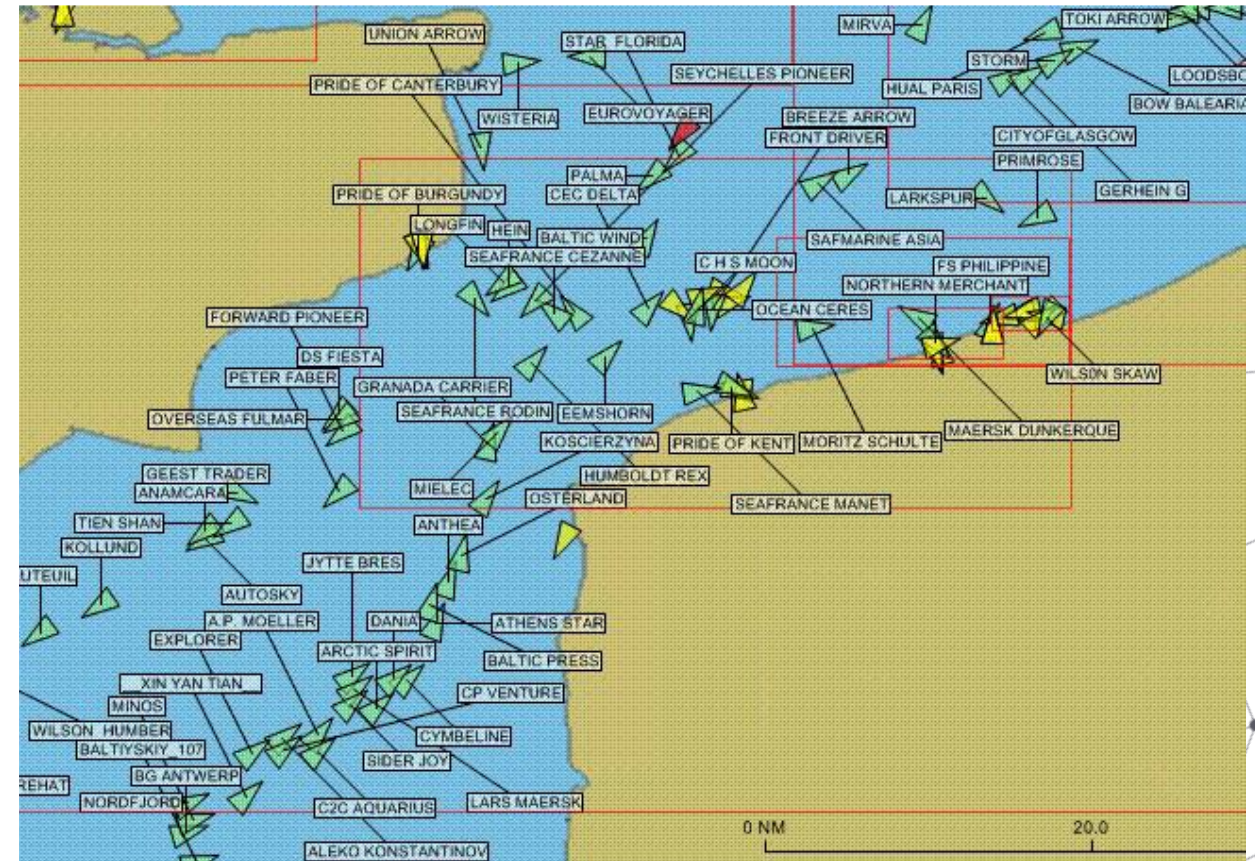 MIRVA
TOKI ARROW
UNION ARROW
STAR FLORIDA
STORM
SEYCHELLES PIONEER
LOODSBO
PRIDE OF CANTERBURY
HUAL PARIS
BOW BALEARIA
EUROVOYAGER
WISTERIA
BREEZE ARROW
FRONT DRIVER
CITYOFGLASGOW
PRIMROSE
PALMA
GERHEIN G
PRIDE OF BURGUNDY
CEC DELTA
LARKSPUR
LONGFIN
HEIN
BALTIC WIND
SAFMARINE ASIA
SEAFRANCE CEZANNE
C H S MOON
FS PHILIPPINE
NORTHERN MERCHANT
OCEAN CERES
FORWARD PIONEER
DS FIESTA
PETER FABER
WILSON SKAW
GRANADA CARRIER
OVERSEAS FULMAR
SEAFRANCE RODIN
EEMSHORN
MAERSK DUNKERQUE
KOSCIERZYNA
PRIDE OF KENT
MORITZ SCHULTE
GEEST TRADER
HUMBOLDT REX
ANAMCARA
MIELEC
OSTERLAND
SEAFRANCE MANET
TIEN SHAN
ANTHEA
KOLLUND
JYTTE BRES
UTEUIL
AUTOSKY
A.P. MOELLER
DANIA
ATHENS STAR
EXPLORER
ARCTIC SPIRIT
BALTIC PRESS
XIN YAN TIAN
CP VENTURE
MINOS
WILSON HUMBER
CYMBELINE
BALTIYSKIY_107
SIDER JOY
BG ANTWERP
REHAT
NORDFJORD
C2C AQUARIUS
LARS MAERSK
0 NM
20.0
ALEKO KONSTANTINOV